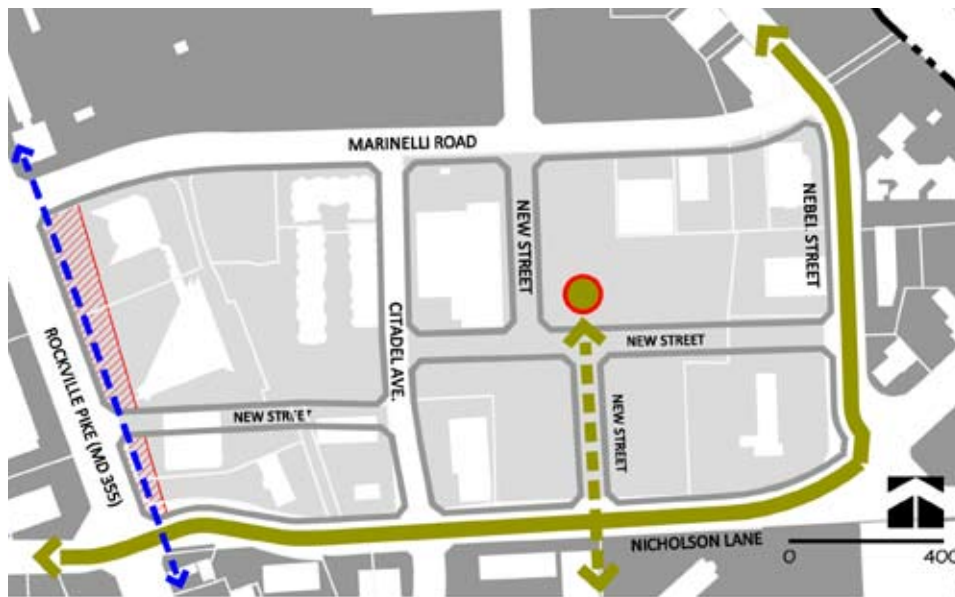 MARINELLI ROAD
NEW STREET
NEBEL STREET
CITADEL AVE.
NEW STREET
ROCKVILLE PIKE (MD 355)
NEW STREET
NEW STREET
NICHOLSON LANE
0 400